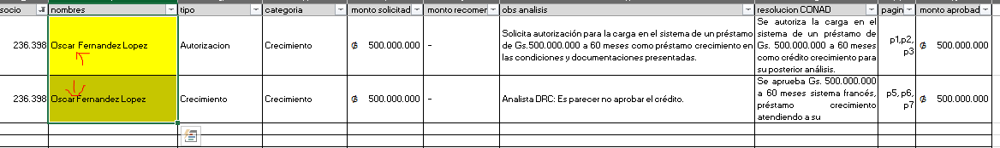 socio nombres tipo categoria monto solicitad monto recomer obs analisis resolucion CONAD pagin monto aprobad
236.398 Oscar Fernandez Lopez Autorizacion Crecimiento ₲ 500.000.000 -
Solicita autorización para la carga en el sistema de un préstamo
de Gs.500.000.000 a 60 meses como préstamo crecimiento en
las condiciones y documentaciones presentadas.
Se autoriza la carga en el
sistema de un préstamo de
Gs. 500.000.000 a 60 meses
como crédito crecimiento para
su posterior análisis.
p1,p2,
p3
₲ 500.000.000
236.398 Oscar Fernandez Lopez Crecimiento Crecimiento ₲ 500.000.000 -
Analista DRC: Es parecer no aprobar el crédito.
Se aprueba Gs. 500.000.000
a 60 meses sistema francés,
préstamo crecimiento
atendiendo a su
p5, p6,
p7
₲ 500.000.000